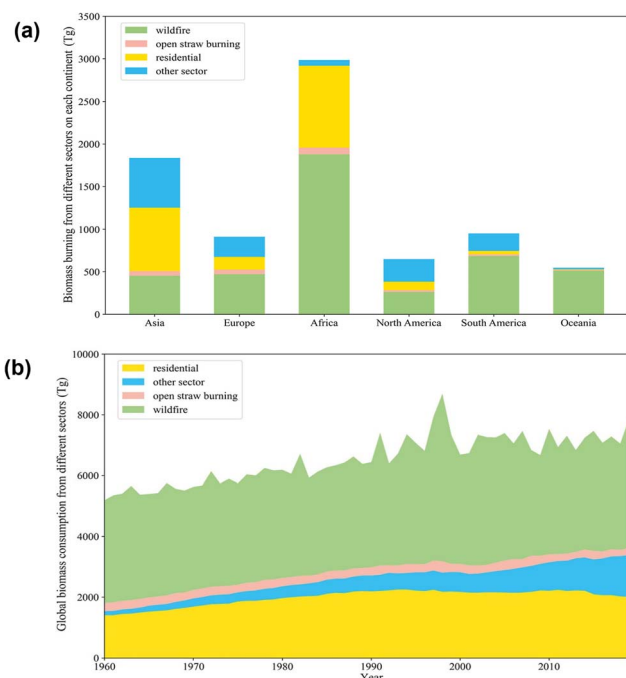 (a)
Biomass burning from different sectors on each continent (Tg)
3500
3000
2500
2000
1500
1000
500
0
wildfire
open straw burning
residential
other sector
Asia
Europe
Africa
North America
South America
Oceania
(b)
Global biomass consumption from different sectors (Tg)
10000
8000
6000
4000
2000
0
residential
other sector
open straw burning
wildfire
1960
1970
1980
1990
2000
2010
Year